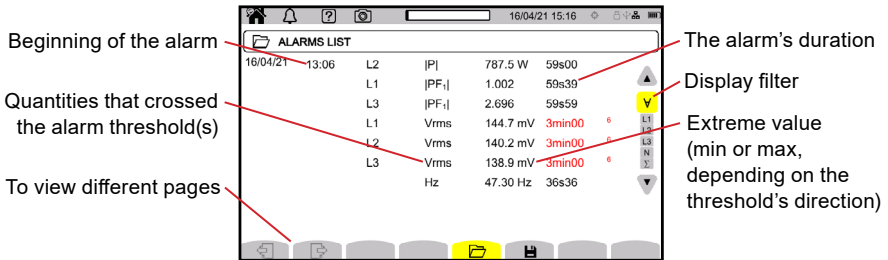 16/04/21 15:16
ALARMS LIST
Beginning of the alarm
The alarm's duration
16/04/21 13:06 L2 |P| 787.5 W 59s00
L1 |PF₁| 1.002 59s39
Display filter
Quantities that crossed
the alarm threshold(s)
L3 |PF₁| 2.696 59s59
∀
L1 Vrms 144.7 mV 3min00 6
L1
L2 Vrms 140.2 mV 3min00 6
L2
L3 Vrms 138.9 mV 3min00 6
L3
N
Σ
Hz 47.30 Hz 36s36
Extreme value
(min or max,
depending on the
threshold's direction)
To view different pages